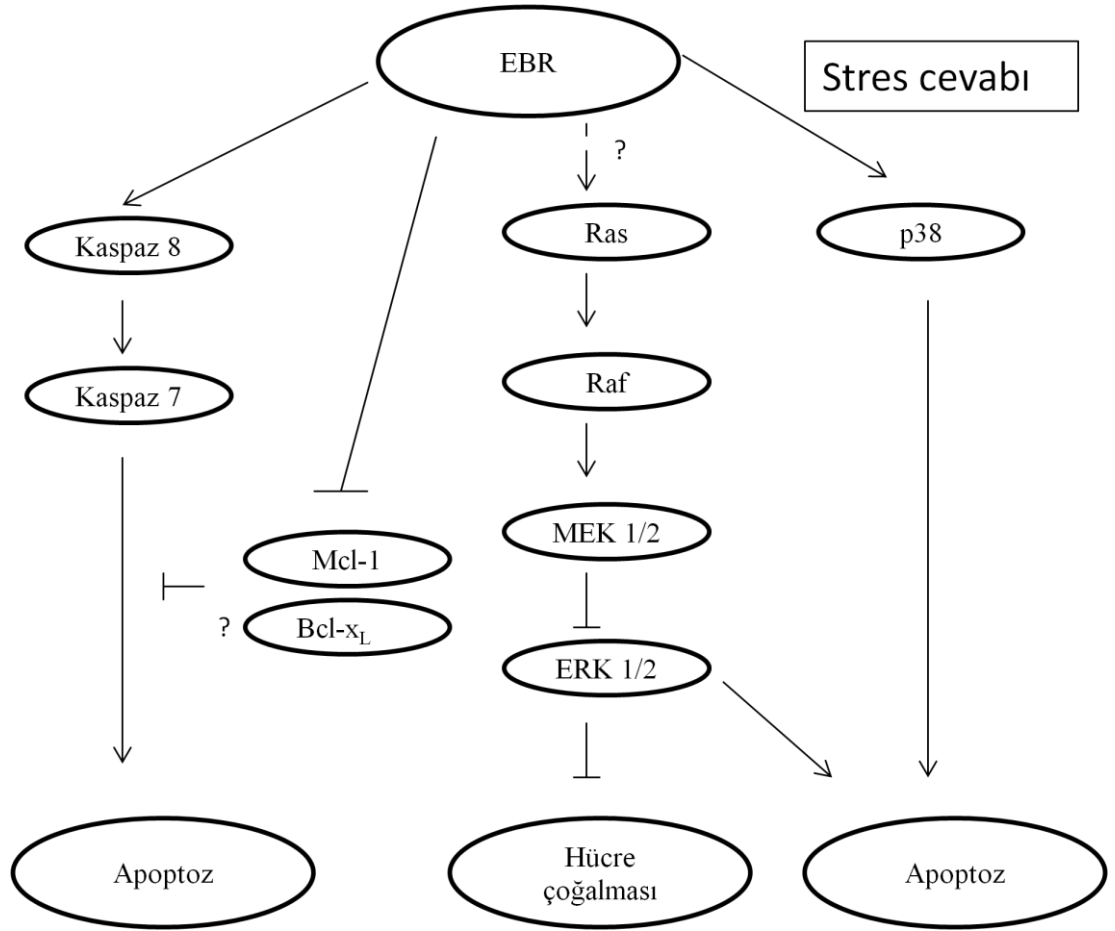 EBR
Stres cevabı
?
Kaspaz 8
Ras
p38
Kaspaz 7
Raf
MEK 1/2
Mcl-1
? Bcl-xL
ERK 1/2
Apoptoz
Hücre
çoğalması
Apoptoz